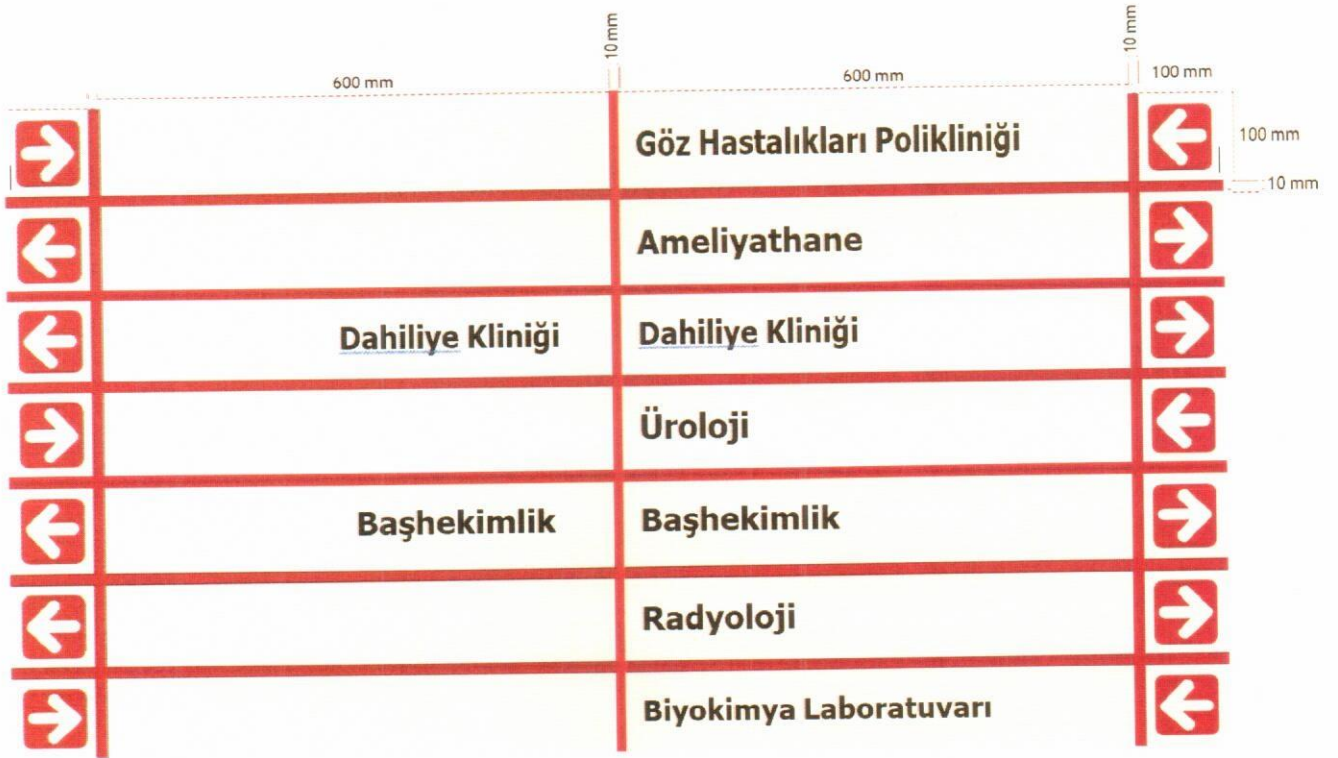 10 mm
10 mm
600 mm
600 mm
100 mm
Göz Hastalıkları Polikliniği
100 mm
10 mm
Ameliyathane
Dahiliye Kliniği
Dahiliye Kliniği
Üroloji
Başhekimlik
Başhekimlik
Radyoloji
Biyokimya Laboratuvarı